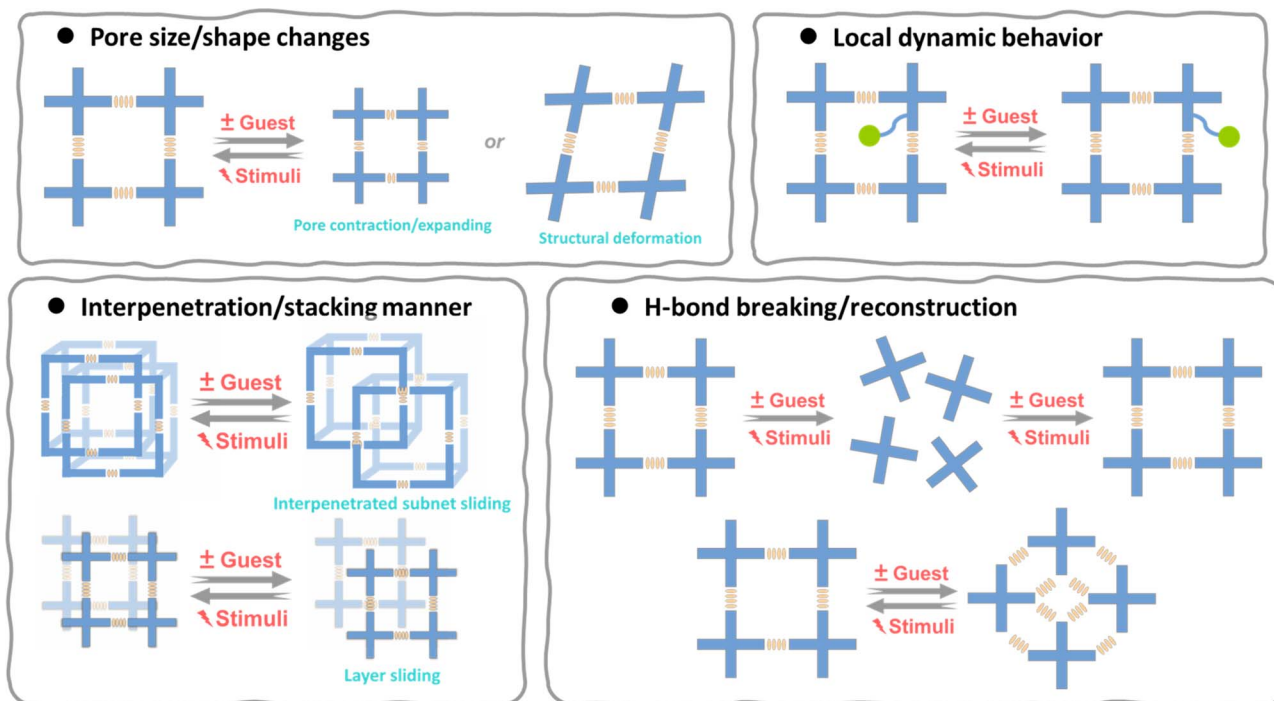 ● Pore size/shape changes
± Guest
Stimuli
Pore contraction/expanding
or
Structural deformation
● Local dynamic behavior
± Guest
Stimuli
● Interpenetration/stacking manner
± Guest
Stimuli
Interpenetrated subnet sliding
± Guest
Stimuli
Layer sliding
● H-bond breaking/reconstruction
± Guest
Stimuli
± Guest
Stimuli
± Guest
Stimuli